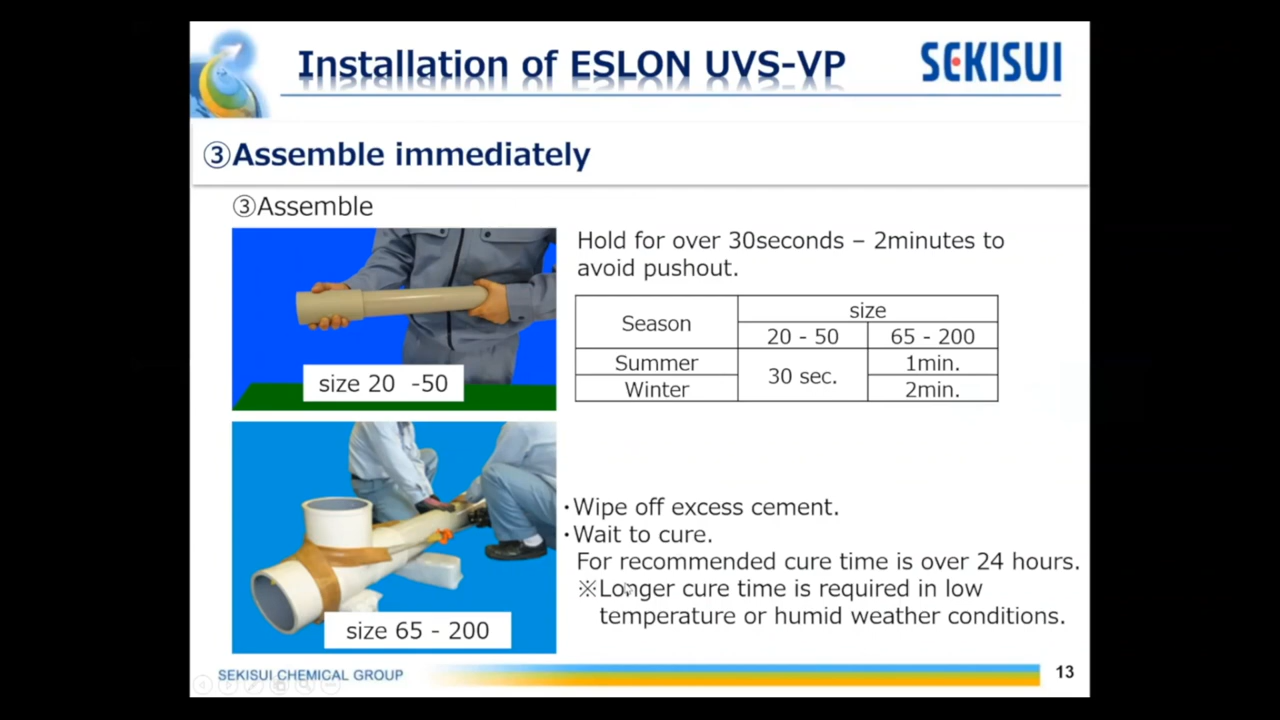 Installation of ESLON UVS-VP
SEKISUI
③Assemble immediately
③Assemble
Hold for over 30seconds – 2minutes to
avoid pushout.
Season
size
20 - 50
65 - 200
Summer
30 sec.
1min.
Winter
2min.
size 20 -50
・Wipe off excess cement.
・Wait to cure.
For recommended cure time is over 24 hours.
※Longer cure time is required in low
temperature or humid weather conditions.
size 65 - 200
SEKISUI CHEMICAL GROUP
13